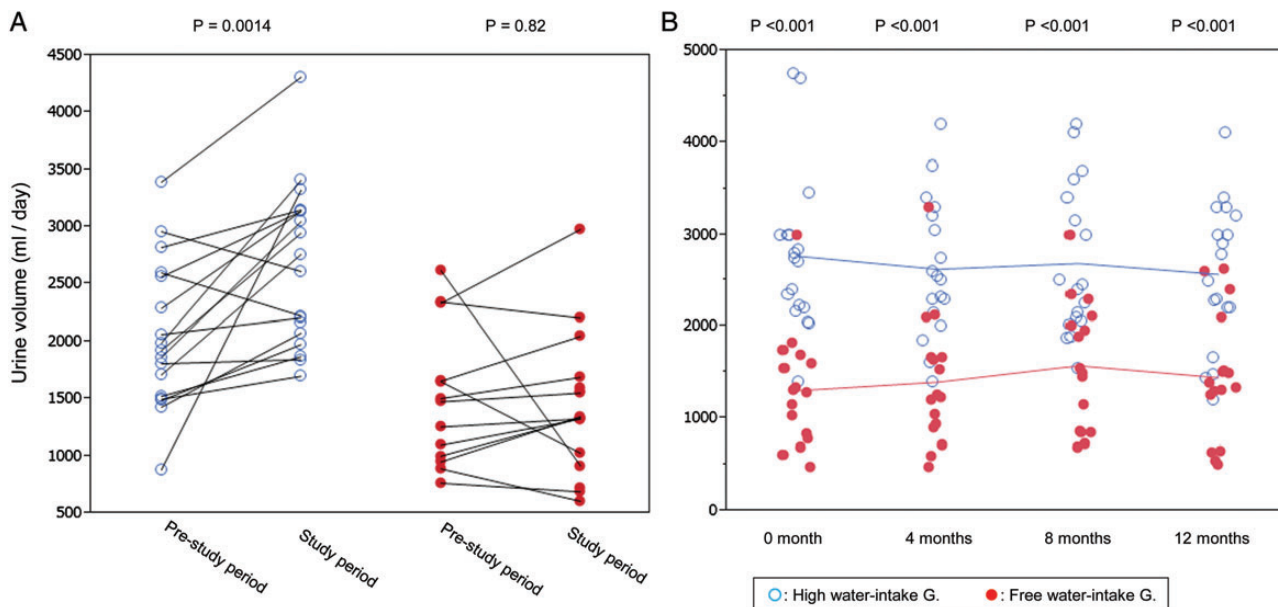 A
P = 0.0014
P = 0.82
Urine volume (ml / day)
4500
4000
3500
3000
2500
2000
1500
1000
500
Pre-study period
Study period
Pre-study period
Study period
B
P <0.001
P <0.001
P <0.001
P <0.001
5000
4000
3000
2000
1000
0
0 month
4 months
8 months
12 months
: High water-intake G.
: Free water-intake G.